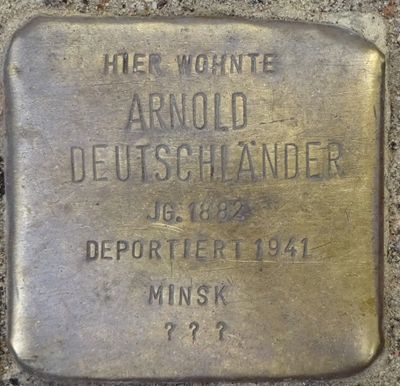 HIER WOHNTE
ARNOLD
DEUTSCHLÄNDER
JG. 1882
DEPORTIERT 1941
MINSK
? ? ?